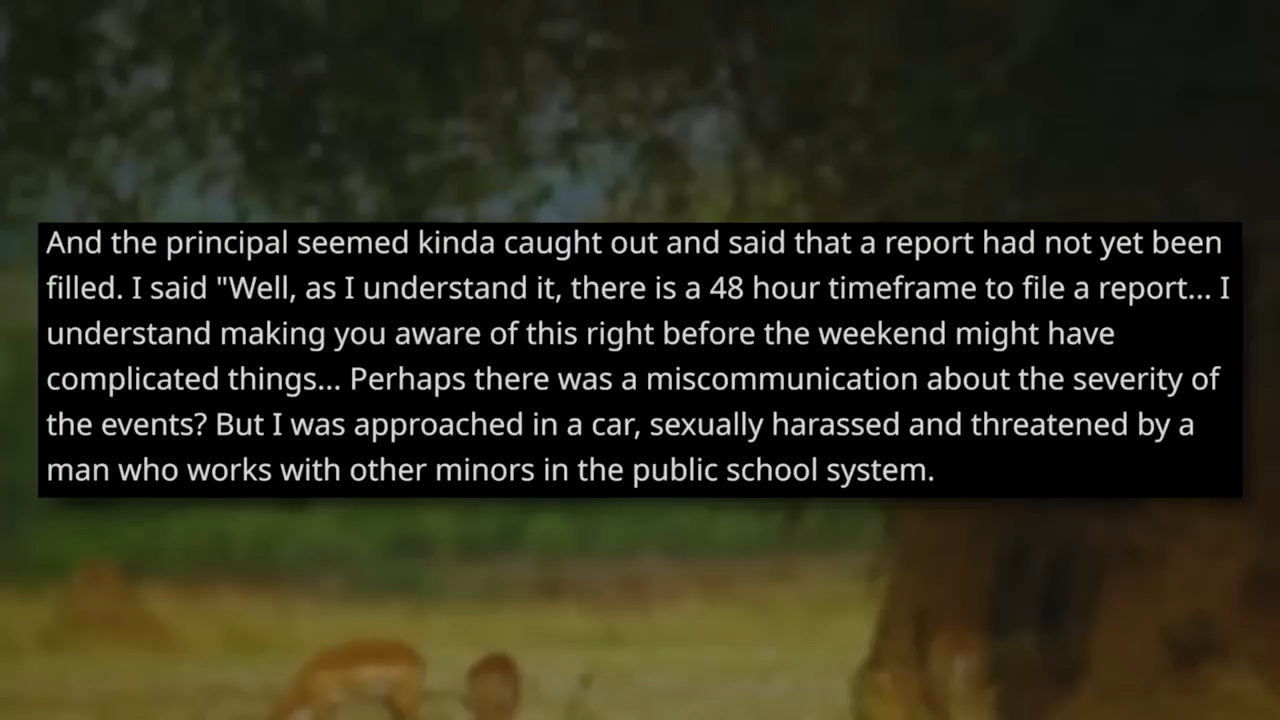 And the principal seemed kinda caught out and said that a report had not yet been
filled. I said "Well, as I understand it, there is a 48 hour timeframe to file a report... I
understand making you aware of this right before the weekend might have
complicated things... Perhaps there was a miscommunication about the severity of
the events? But I was approached in a car, sexually harassed and threatened by a
man who works with other minors in the public school system.